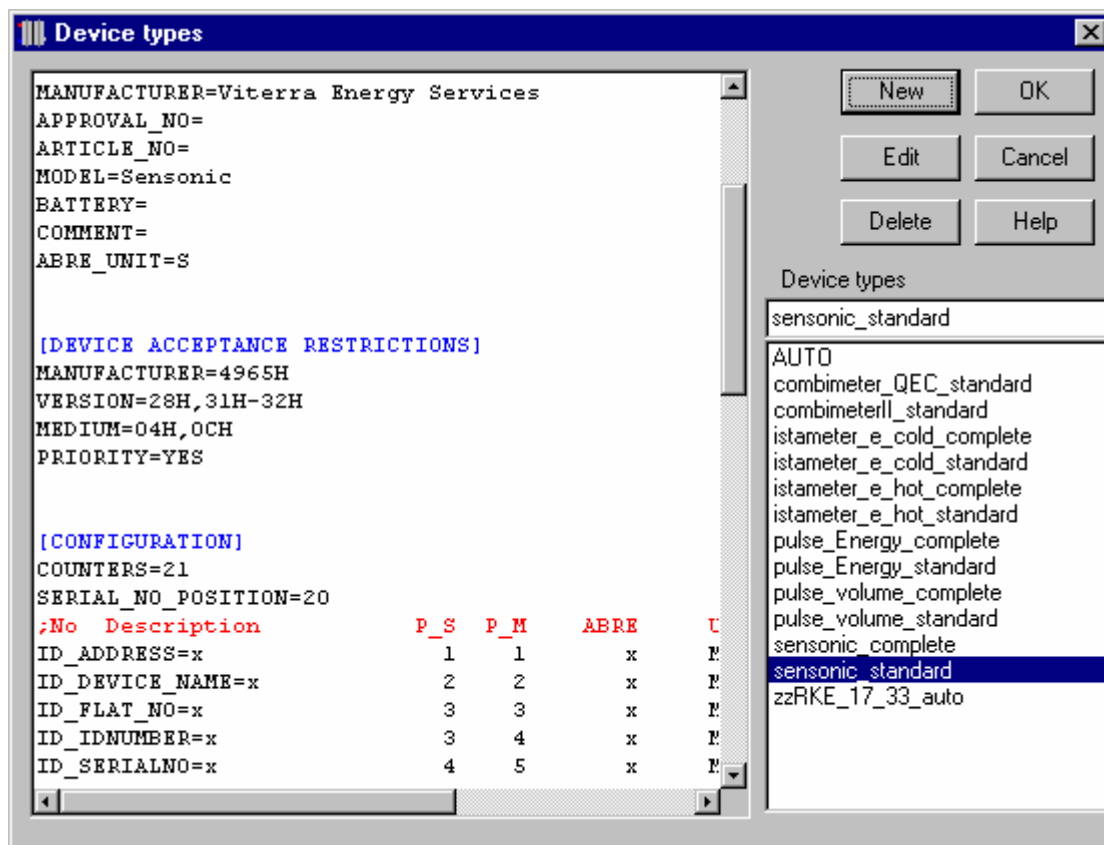 Device types
MANUFACTURER=Viterra Energy Services
APPROVAL_NO=
ARTICLE_NO=
MODEL=Sensonic
BATTERY=
COMMENT=
ABRE_UNIT=S
[DEVICE ACCEPTANCE RESTRICTIONS]
MANUFACTURER=4965H
VERSION=28H,31H-32H
MEDIUM=04H,0CH
PRIORITY=YES
[CONFIGURATION]
COUNTERS=21
SERIAL_NO_POSITION=20
;No Description P_S P_M ABRE U
ID_ADDRESS=x 1 1 x M
ID_DEVICE_NAME=x 2 2 x M
ID_FLAT_NO=x 3 3 x M
ID_IDNUMBER=x 3 4 x M
ID_SERIALNO=x 4 5 x M
New OK
Edit Cancel
Delete Help
Device types
sensonic_standard
AUTO
combimeter_QEC_standard
combimeterII_standard
istameter_e_cold_complete
istameter_e_cold_standard
istameter_e_hot_complete
istameter_e_hot_standard
pulse_Energy_complete
pulse_Energy_standard
pulse_volume_complete
pulse_volume_standard
sensonic_complete
sensonic_standard
zzRKE_17_33_auto